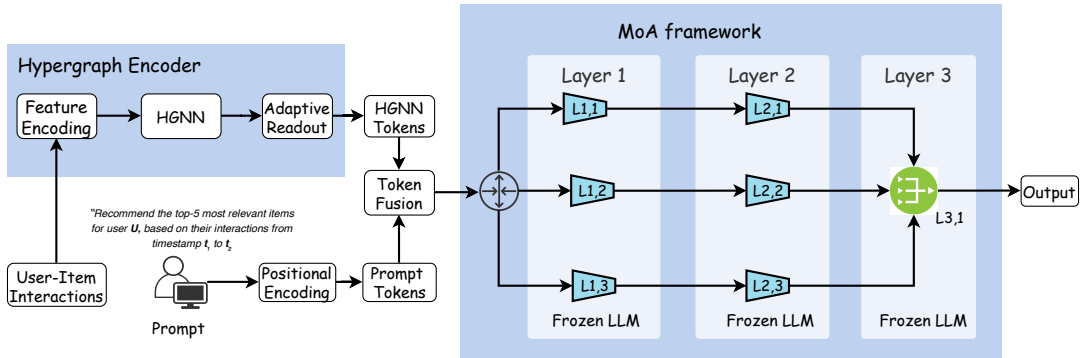 MoA framework
Hypergraph Encoder
Layer 1
Layer 2
Layer 3
Feature
Encoding
HGNN
Adaptive
Readout
HGNN
Tokens
L1,1
L2,1
Token
Fusion
L1,2
L2,2
L3,1
Output
"Recommend the top-5 most relevant items
for user U, based on their interactions from
timestamp t, to tz
User-Item
Interactions
Positional
Encoding
Prompt
Tokens
L1,3
L2,3
Prompt
Frozen LLM
Frozen LLM
Frozen LLM